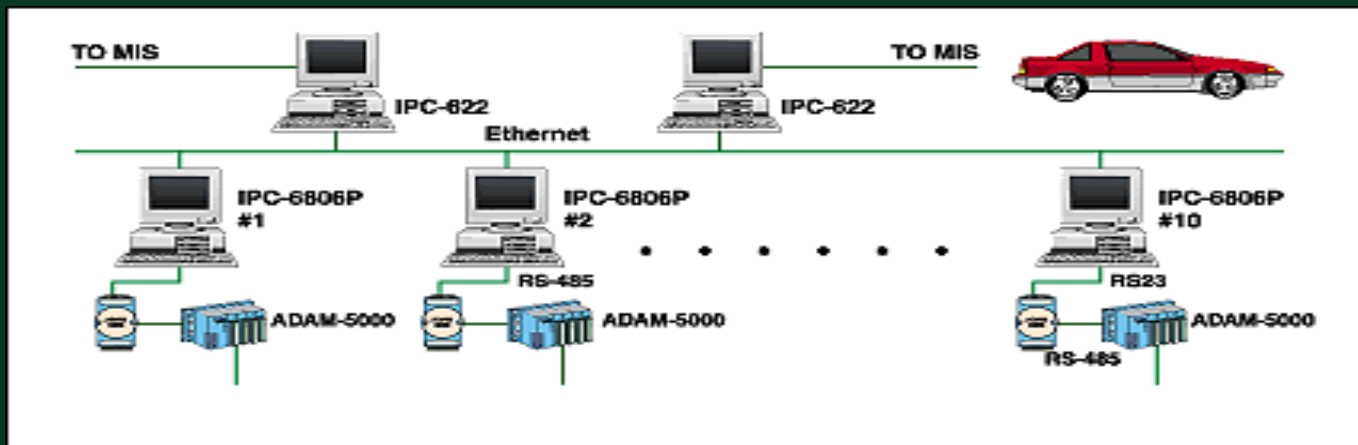 TO MIS
TO MIS
IPC-622
IPC-622
Ethernet
IPC-6806P
#1
IPC-6806P
#2
IPC-6806P
#10
RS-485
RS23
ADAM-5000
ADAM-5000
ADAM-5000
RS-485